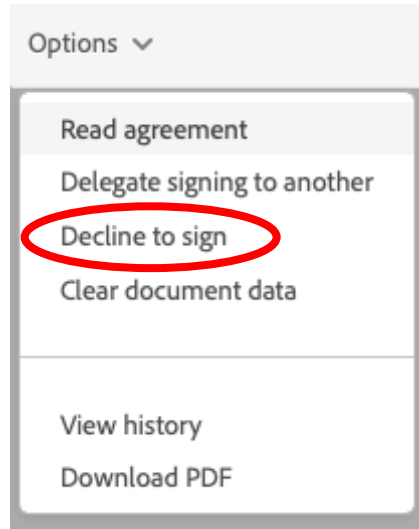 Options
Read agreement
Delegate signing to another
Decline to sign
Clear document data
View history
Download PDF